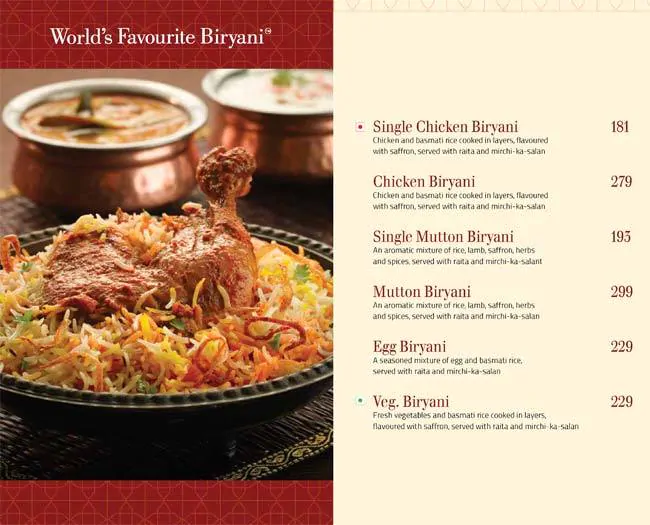 World's Favourite Biryani
Single Chicken Biryani 181
Chicken and basmati rice cooked in layers, flavoured
with saffron, served with raita and mirchi-ka-salan
Chicken Biryani 279
Chicken and basmati rice cooked in layers, flavoured
with saffron, served with raita and mirchi-ka-salan
Single Mutton Biryani 193
An aromatic mixture of rice, lamb, saffron, herbs
and spices, served with raita and mirchi-ka-salant
Mutton Biryani 299
An aromatic mixture of rice, lamb, saffron, herbs
and spices, served with raita and mirchi-ka-salan
Egg Biryani 229
A seasoned mixture of egg and basmati rice,
served with raita and mirchi-ka-salan
Veg. Biryani 229
Fresh vegetables and basmati rice cooked in layers,
flavoured with saffron, served with raita and mirchi-ka-salan